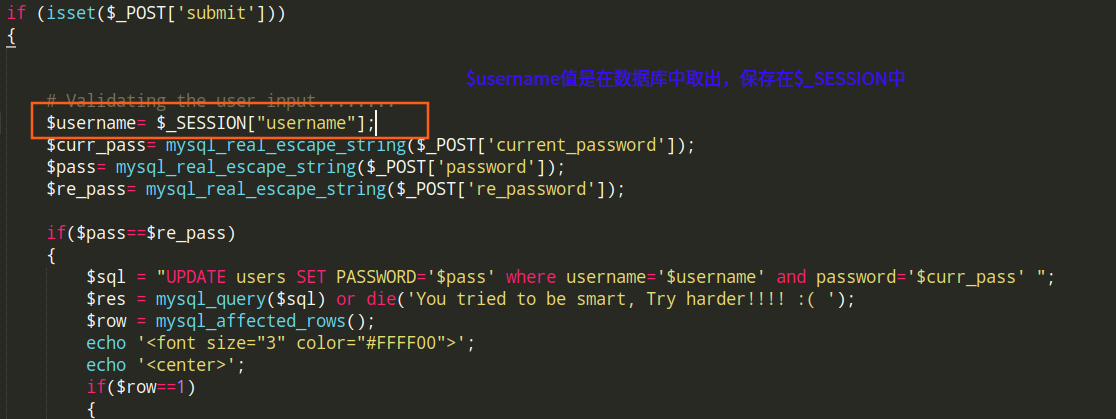 if (isset($_POST['submit']))
{
$username值是在数据库中取出，保存在$_SESSION中
# Validating the user input........
$username= $_SESSION["username"];
$curr_pass= mysql_real_escape_string($_POST['current_password']);
$pass= mysql_real_escape_string($_POST['password']);
$re_pass= mysql_real_escape_string($_POST['re_password']);
if($pass==$re_pass)
{
$sql = "UPDATE users SET PASSWORD='$pass' where username='$username' and password='$curr_pass' ";
$res = mysql_query($sql) or die('You tried to be smart, Try harder!!!! :( ');
$row = mysql_affected_rows();
echo '<font size="3" color="#FFFF00">';
echo '<center>';
if($row==1)
{